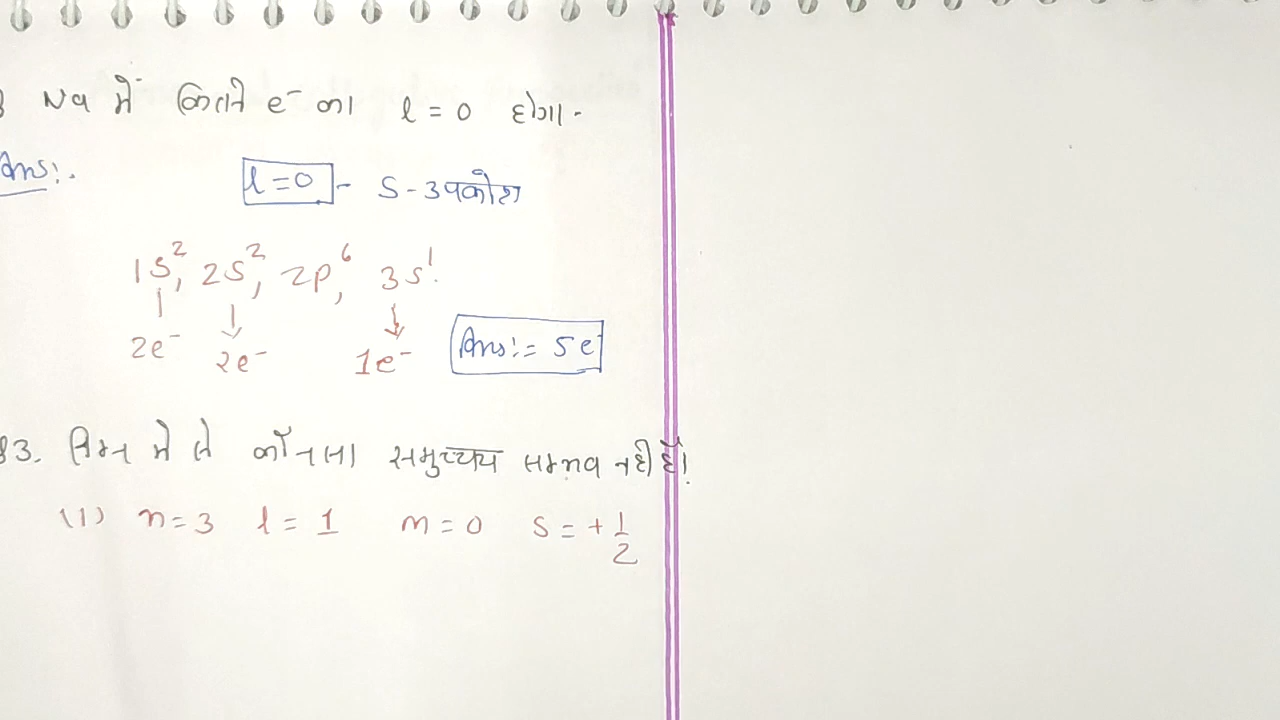 Na में कितने e⁻ का l = 0 होगा -
Ans:-
l = 0 - s - उपकोश
1s², 2s², 2p⁶, 3s¹.
2e⁻ 2e⁻ 1e⁻ Ans:= 5e⁻
83. निम्न मे से कौनसा समुच्चय सम्भव नही है।
(1) n = 3 l = 1 m = 0 s = + 1/2